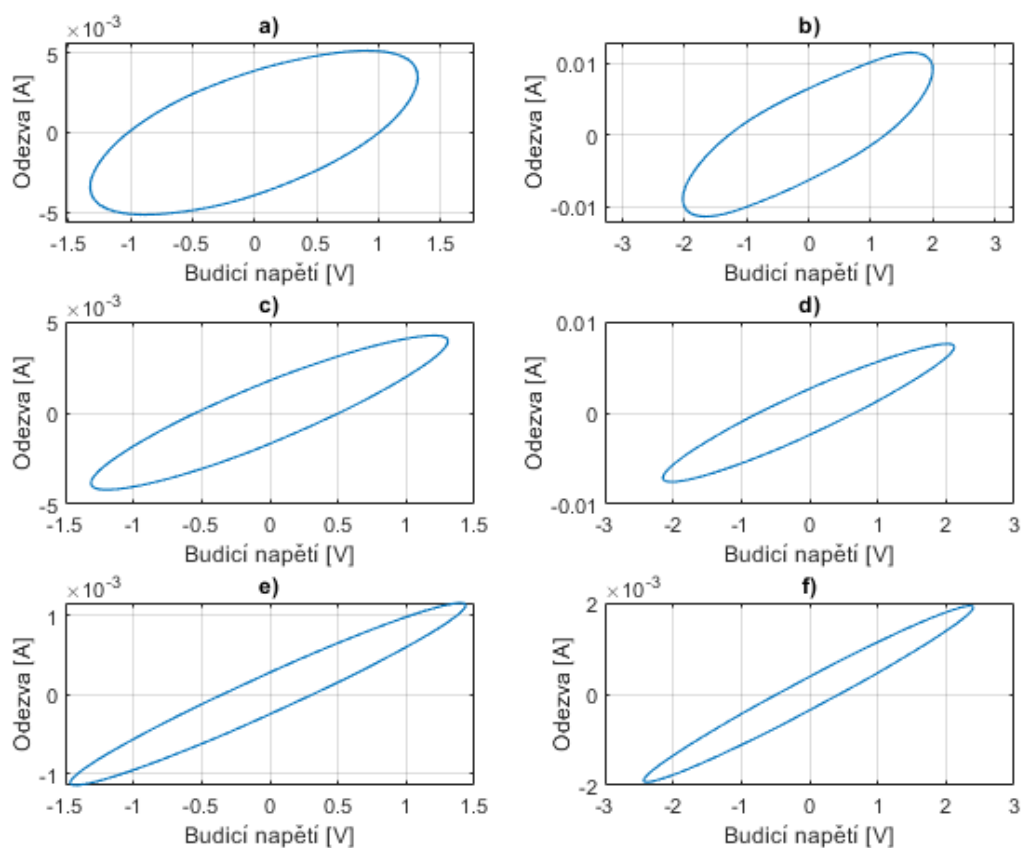 a)
×10⁻³
5
0
-5
Odezva [A]
-1.5 -1 -0.5 0 0.5 1 1.5
Budicí napětí [V]
b)
0.01
0
-0.01
Odezva [A]
-3 -2 -1 0 1 2 3
Budicí napětí [V]
c)
×10⁻³
5
0
-5
Odezva [A]
-1.5 -1 -0.5 0 0.5 1 1.5
Budicí napětí [V]
d)
0.01
0
-0.01
Odezva [A]
-3 -2 -1 0 1 2 3
Budicí napětí [V]
e)
×10⁻³
1
0
-1
Odezva [A]
-1.5 -1 -0.5 0 0.5 1 1.5
Budicí napětí [V]
f)
×10⁻³
2
0
-2
Odezva [A]
-3 -2 -1 0 1 2 3
Budicí napětí [V]